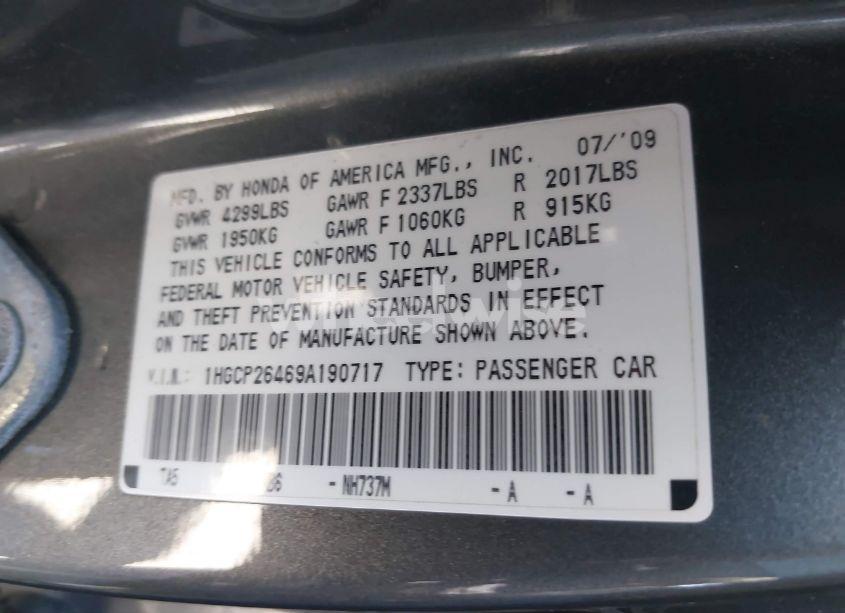 MFD. BY HONDA OF AMERICA MFG., INC. 07/'09
GVWR 4299LBS GAWR F 2337LBS R 2017LBS
GVWR 1950KG GAWR F 1060KG R 915KG
THIS VEHICLE CONFORMS TO ALL APPLICABLE
FEDERAL MOTOR VEHICLE SAFETY, BUMPER,
AND THEFT PREVENTION STANDARDS IN EFFECT
ON THE DATE OF MANUFACTURE SHOWN ABOVE.
V.I.N.: 1HGCP26469A190717 TYPE: PASSENGER CAR
TA5 - NH737M - A - A